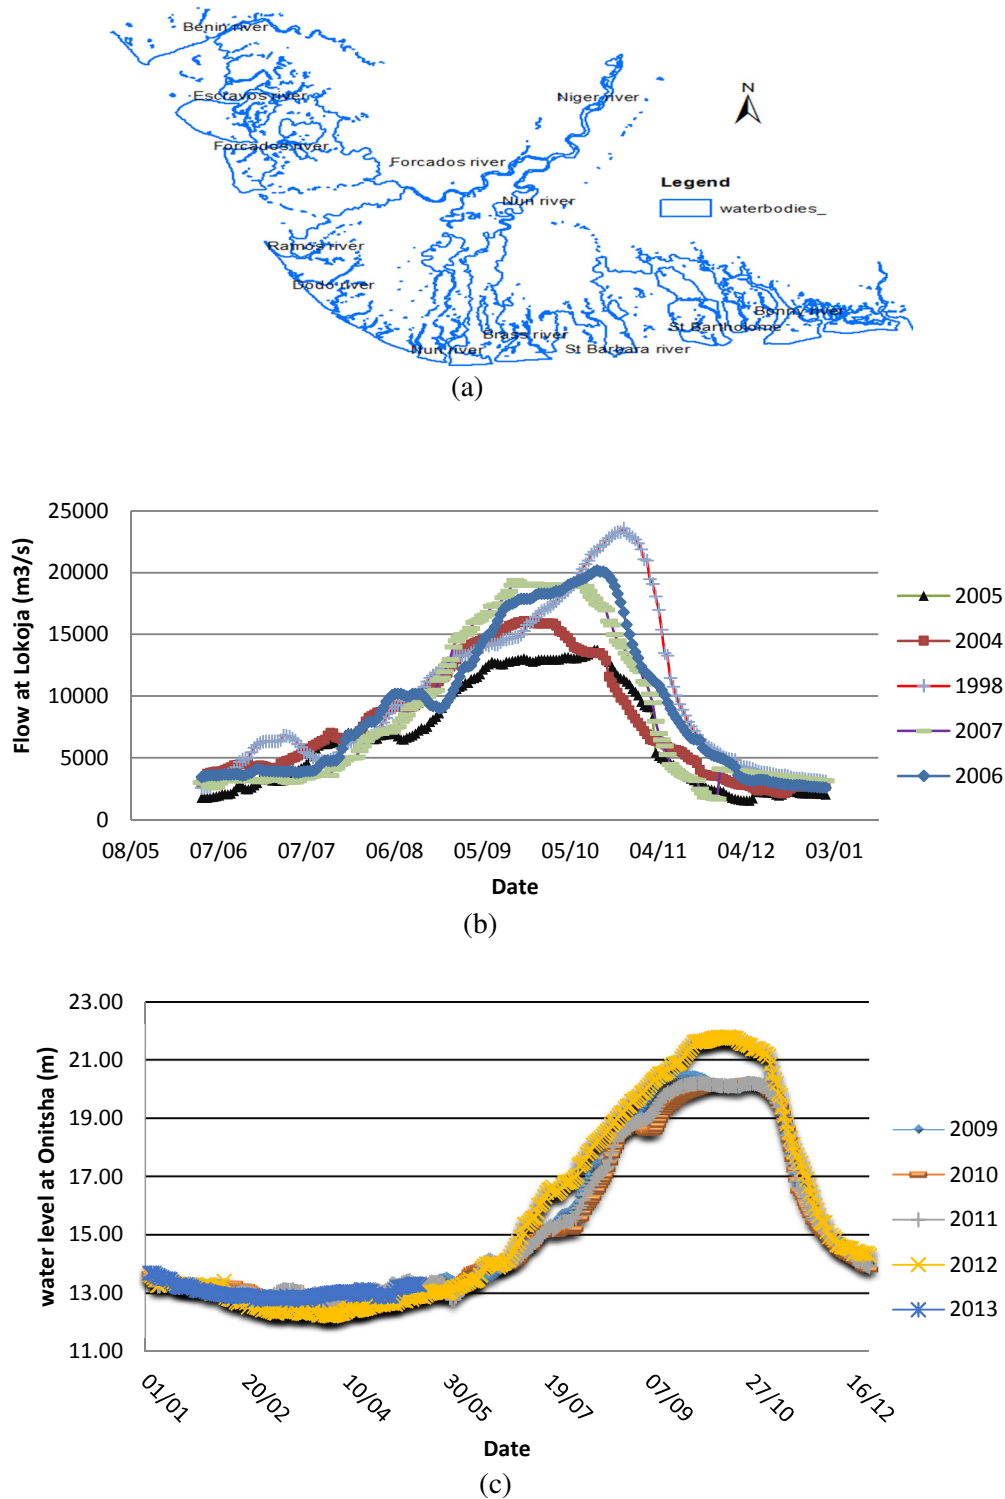 Benin river
Escravos river
Niger river
N
Forcados river
Forcados river
Legend
Nun river
waterbodies_
Ramos river
Dodo river
Bonny river
St Bartholome
Brass river
Nun river
St Barbara river
(a)
25000
20000
15000
10000
5000
0
Flow at Lokoja (m3/s)
08/05 07/06 07/07 06/08 05/09 05/10 04/11 04/12 03/01
Date
2005
2004
1998
2007
2006
(b)
23.00
21.00
19.00
17.00
15.00
13.00
11.00
water level at Onitsha (m)
01/01 20/02 10/04 30/05 19/07 07/09 27/10 16/12
Date
2009
2010
2011
2012
2013
(c)